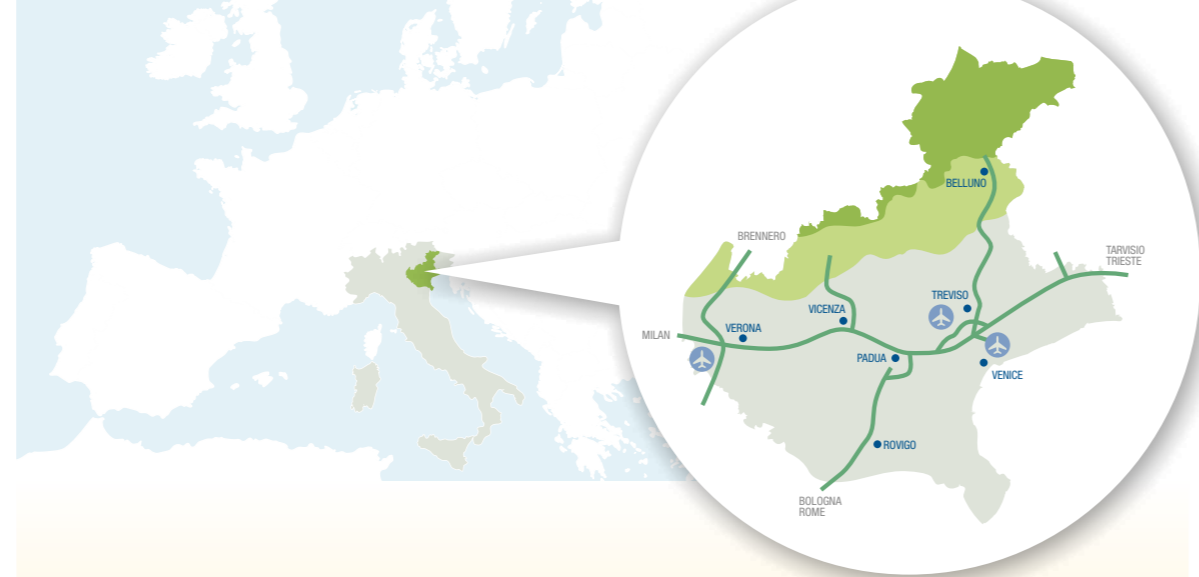 BELLUNO
BRENNERO
TARVISIO
TRIESTE
TREVISO
VICENZA
VERONA
MILAN
PADUA
VENICE
ROVIGO
BOLOGNA
ROME